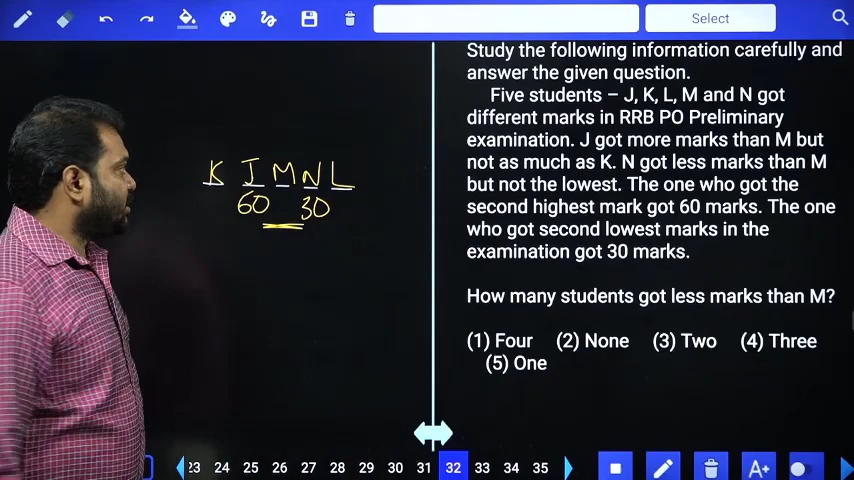 Select
Study the following information carefully and
answer the given question.
Five students – J, K, L, M and N got
different marks in RRB PO Preliminary
examination. J got more marks than M but
not as much as K. N got less marks than M
but not the lowest. The one who got the
second highest mark got 60 marks. The one
who got second lowest marks in the
examination got 30 marks.
How many students got less marks than M?
(1) Four (2) None (3) Two (4) Three
(5) One
K J M N L
60 30
23 24 25 26 27 28 29 30 31 32 33 34 35
A+